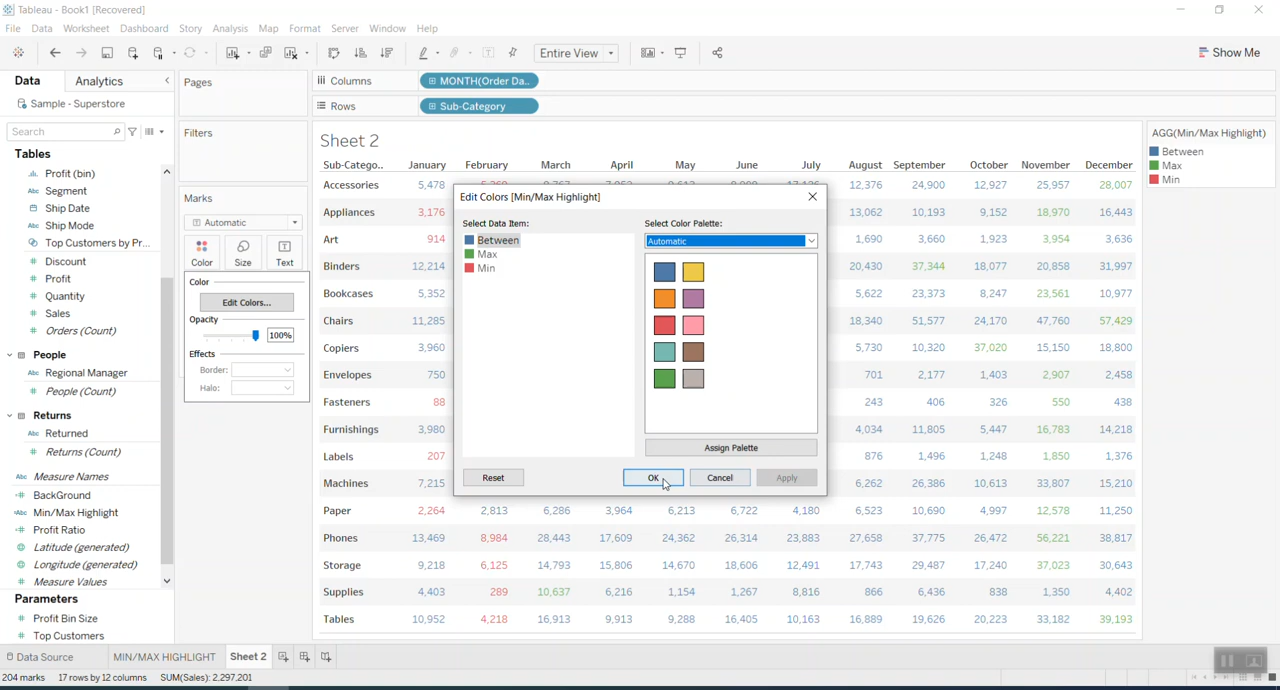 Tableau - Book1 [Recovered]
File Data Worksheet Dashboard Story Analysis Map Format Server Window Help
Entire View
Show Me
Data Analytics
Sample - Superstore
Search
Tables
Profit (bin)
Abc Segment
Ship Date
Abc Ship Mode
Top Customers by Pr...
# Discount
# Profit
# Quantity
# Sales
# Orders (Count)
People
Abc Regional Manager
# People (Count)
Returns
Abc Returned
# Returns (Count)
Abc Measure Names
=# BackGround
=Abc Min/Max Highlight
=# Profit Ratio
Latitude (generated)
Longitude (generated)
# Measure Values
Parameters
# Profit Bin Size
# Top Customers
Pages
Filters
Marks
Automatic
Color Size Text
Color
Edit Colors...
Opacity
100%
Effects
Border:
Halo:
Columns MONTH(Order Da..
Rows Sub-Category
Sheet 2
Sub-Catego.. January February March April May June July August September October November December
Accessories 5,478 12,376 24,900 12,927 25,957 28,007
Appliances 3,176 13,062 10,193 9,152 18,970 16,443
Art 914 1,690 3,660 1,923 3,954 3,636
Binders 12,214 20,430 37,344 18,077 20,858 31,997
Bookcases 5,352 5,622 23,373 8,247 23,561 10,977
Chairs 11,285 18,340 51,577 24,170 47,760 57,429
Copiers 3,960 5,730 10,320 37,020 15,150 18,800
Envelopes 750 701 2,177 1,403 2,907 2,458
Fasteners 88 243 406 326 550 438
Furnishings 3,980 4,034 11,805 5,447 16,783 14,218
Labels 207 876 1,496 1,248 1,850 1,376
Machines 7,215 6,262 26,386 10,613 33,807 15,210
Paper 2,264 2,813 6,286 3,964 6,213 6,722 4,180 6,523 10,690 4,997 12,578 11,250
Phones 13,469 8,984 28,443 17,609 24,362 26,314 23,883 27,658 37,775 26,472 56,221 38,817
Storage 9,218 6,125 14,793 15,806 14,670 18,606 12,491 17,743 29,487 17,240 37,023 30,643
Supplies 4,403 289 10,637 6,216 1,154 1,267 8,816 866 6,436 838 1,350 4,402
Tables 10,952 4,218 16,913 9,913 9,288 16,405 10,163 16,889 19,626 20,223 33,182 39,193
Edit Colors [Min/Max Highlight]
Select Data Item:
Between
Max
Min
Select Color Palette:
Automatic
Assign Palette
Reset OK Cancel Apply
AGG(Min/Max Highlight)
Between
Max
Min
Data Source MIN/MAX HIGHLIGHT Sheet 2
204 marks 17 rows by 12 columns SUM(Sales): 2,297,201